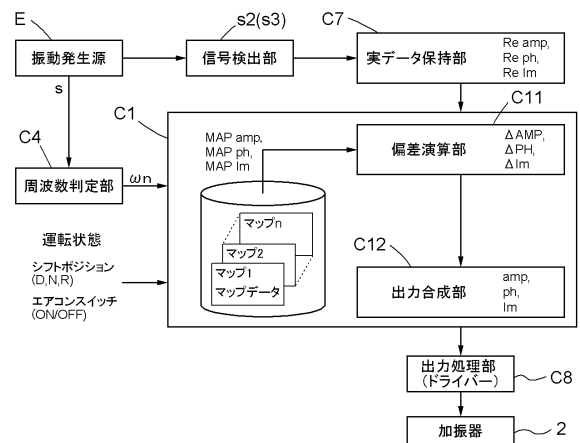 E
振動発生源
s2(s3)
信号検出部
C7
実データ保持部
Re amp,
Re ph,
Re Im
s
C4
周波数判定部
ωn
C1
MAP amp,
MAP ph,
MAP Im
マップn
マップ2
マップ1
マップデータ
C11
偏差演算部
ΔAMP,
ΔPH,
ΔIm
運転状態
シフトポジション
(D,N,R)
エアコンスイッチ
(ON/OFF)
C12
出力合成部
amp,
ph,
Im
出力処理部
(ドライバー)
C8
加振器
2